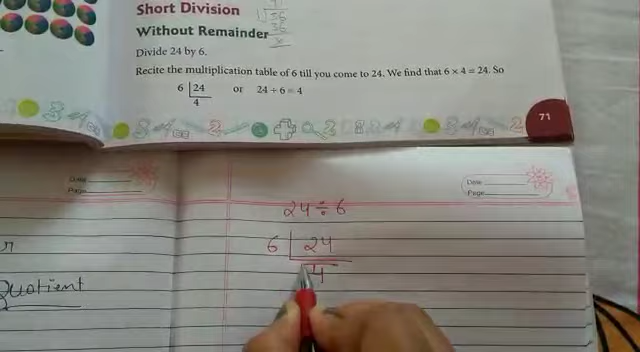 Short Division
Without Remainder
36
36
x
Divide 24 by 6.
Recite the multiplication table of 6 till you come to 24. We find that 6 × 4 = 24. So
6 24 or 24 ÷ 6 = 4
4
71
Date
Page
Date
Page
24 ÷ 6
6 24
4
Quotient